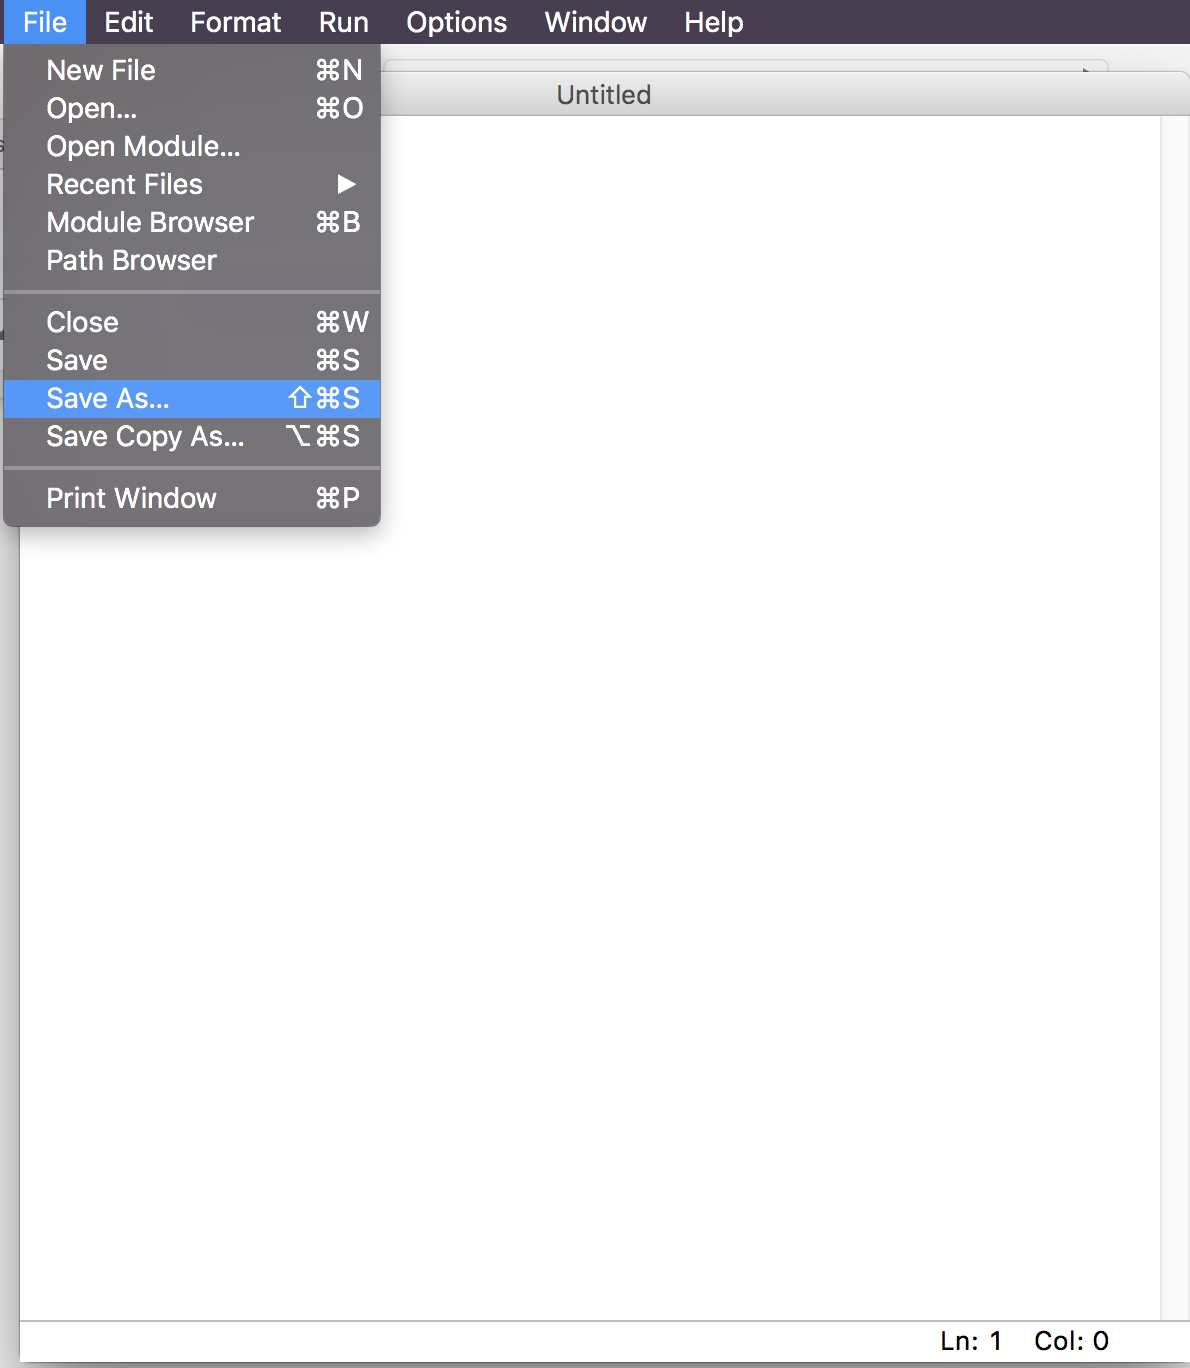 File Edit Format Run Options Window Help
New File ⌘N
Open... ⌘O
Open Module...
Recent Files ▶
Module Browser ⌘B
Path Browser
Close ⌘W
Save ⌘S
Save As... ⇧⌘S
Save Copy As... ⌥⌘S
Print Window ⌘P
Untitled
Ln: 1 Col: 0